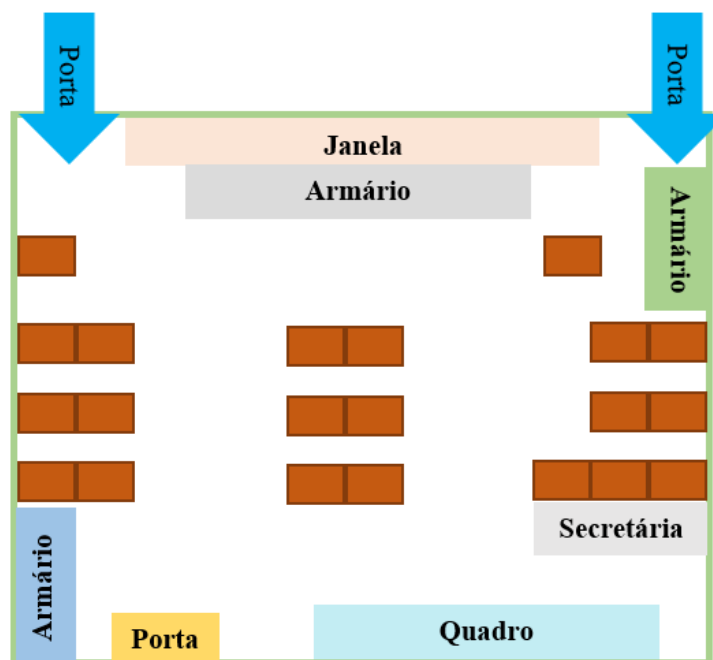 Porta
Porta
Janela
Armário
Armário
Secretária
Armário
Porta
Quadro